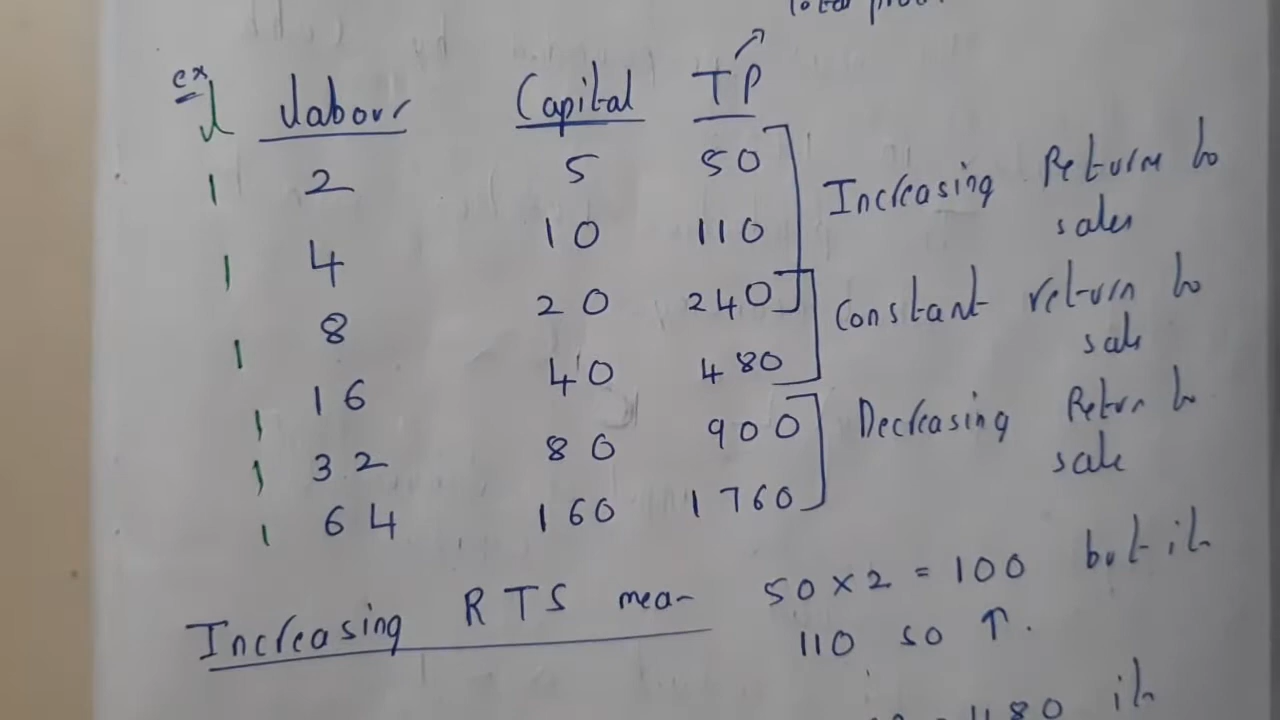 ex
Labour Capital TP
1 2 5 50
1 4 10 110 Increasing Return to
sales
1 8 20 240 Constant return to
sale
1 16 40 480
1 32 80 900 Decreasing Return to
sale
1 64 160 1760
Increasing RTS mean 50 x 2 = 100 but it
110 so ↑.
480 it